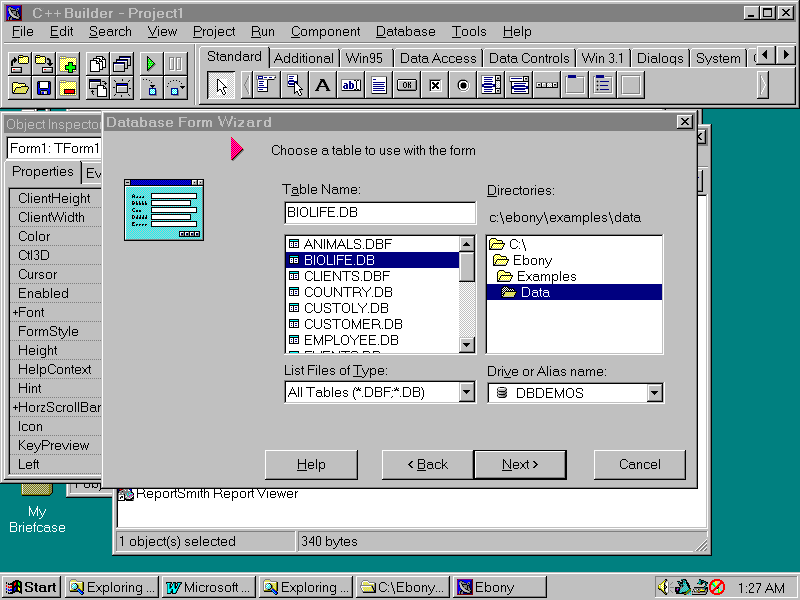 C++Builder - Project1
File Edit Search View Project Run Component Database Tools Help
Standard Additional Win95 Data Access Data Controls Win 3.1 Dialogs System
Object Inspector
Form1: TForm1
Properties Ev
ClientHeight
ClientWidth
Color
Ctl3D
Cursor
Enabled
+Font
FormStyle
Height
HelpContext
Hint
+HorzScrollBar
Icon
KeyPreview
Left
Database Form Wizard
Choose a table to use with the form
Table Name:
BIOLIFE.DB
ANIMALS.DBF
BIOLIFE.DB
CLIENTS.DBF
COUNTRY.DB
CUSTOLY.DB
CUSTOMER.DB
EMPLOYEE.DB
List Files of Type:
All Tables (*.DBF;*.DB)
Directories:
c:\ebony\examples\data
C:\
Ebony
Examples
Data
Drive or Alias name:
DBDEMOS
Help
< Back
Next >
Cancel
ReportSmith Report Viewer
1 object(s) selected
340 bytes
My
Briefcase
Start
Exploring ...
Microsoft ...
Exploring ...
C:\Ebony...
Ebony
1:27 AM